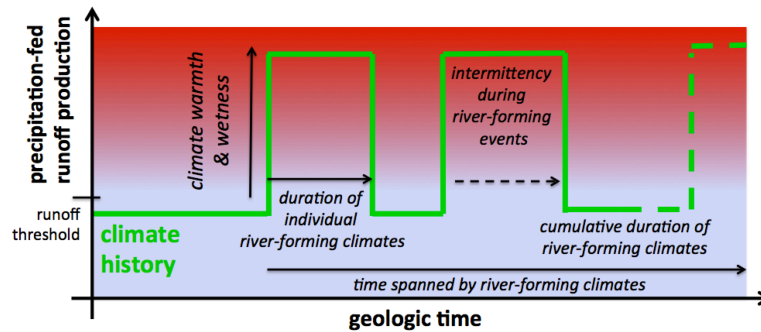 precipitation-fed
runoff production
climate warmth
& wetness
intermittency
during
river-forming
events
runoff
threshold
duration of
individual
river-forming climates
climate
history
cumulative duration of
river-forming climates
time spanned by river-forming climates
geologic time